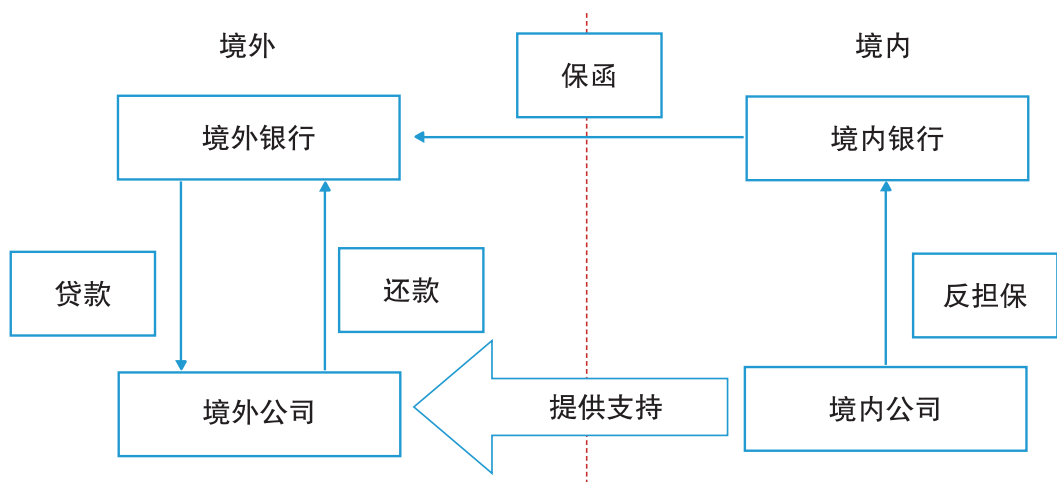 境外
境内
保函
境外银行
境内银行
贷款
还款
反担保
境外公司
提供支持
境内公司